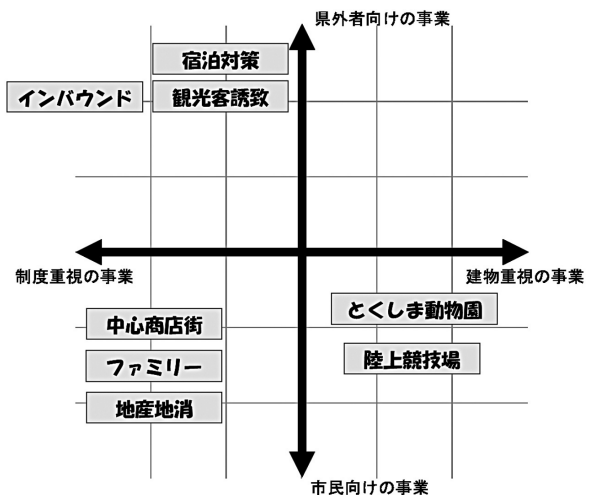 県外者向けの事業
宿泊対策
インバウンド
観光客誘致
制度重視の事業
建物重視の事業
とくしま動物園
中心商店街
陸上競技場
ファミリー
地産地消
市民向けの事業